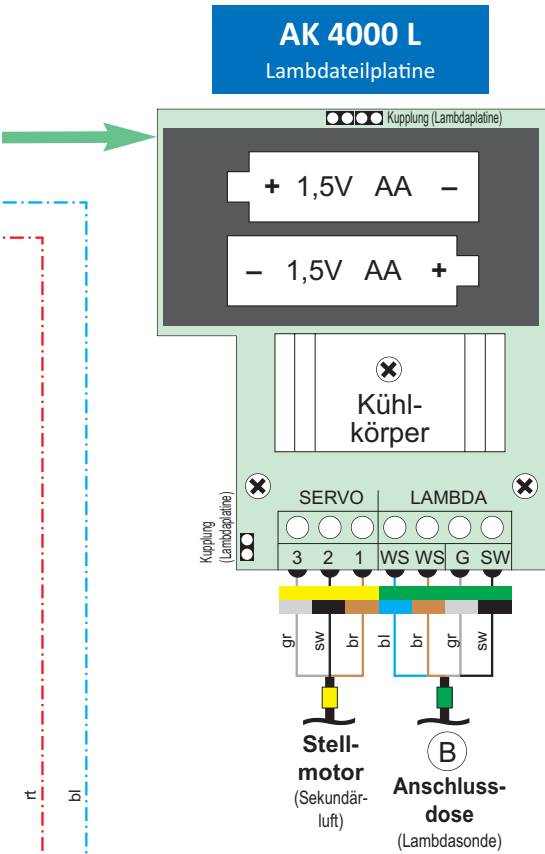 AK 4000 L
Lambdateilplatine
Kupplung (Lambdaplatine)
+ 1,5V AA –
– 1,5V AA +
Kühl-
körper
Kupplung
(Lambdaplatine)
SERVO LAMBDA
3 2 1 WS WS G SW
gr sw br bl br gr sw
Stell-
motor
(Sekundär-
luft)
B
Anschluss-
dose
(Lambdasonde)
rt bl